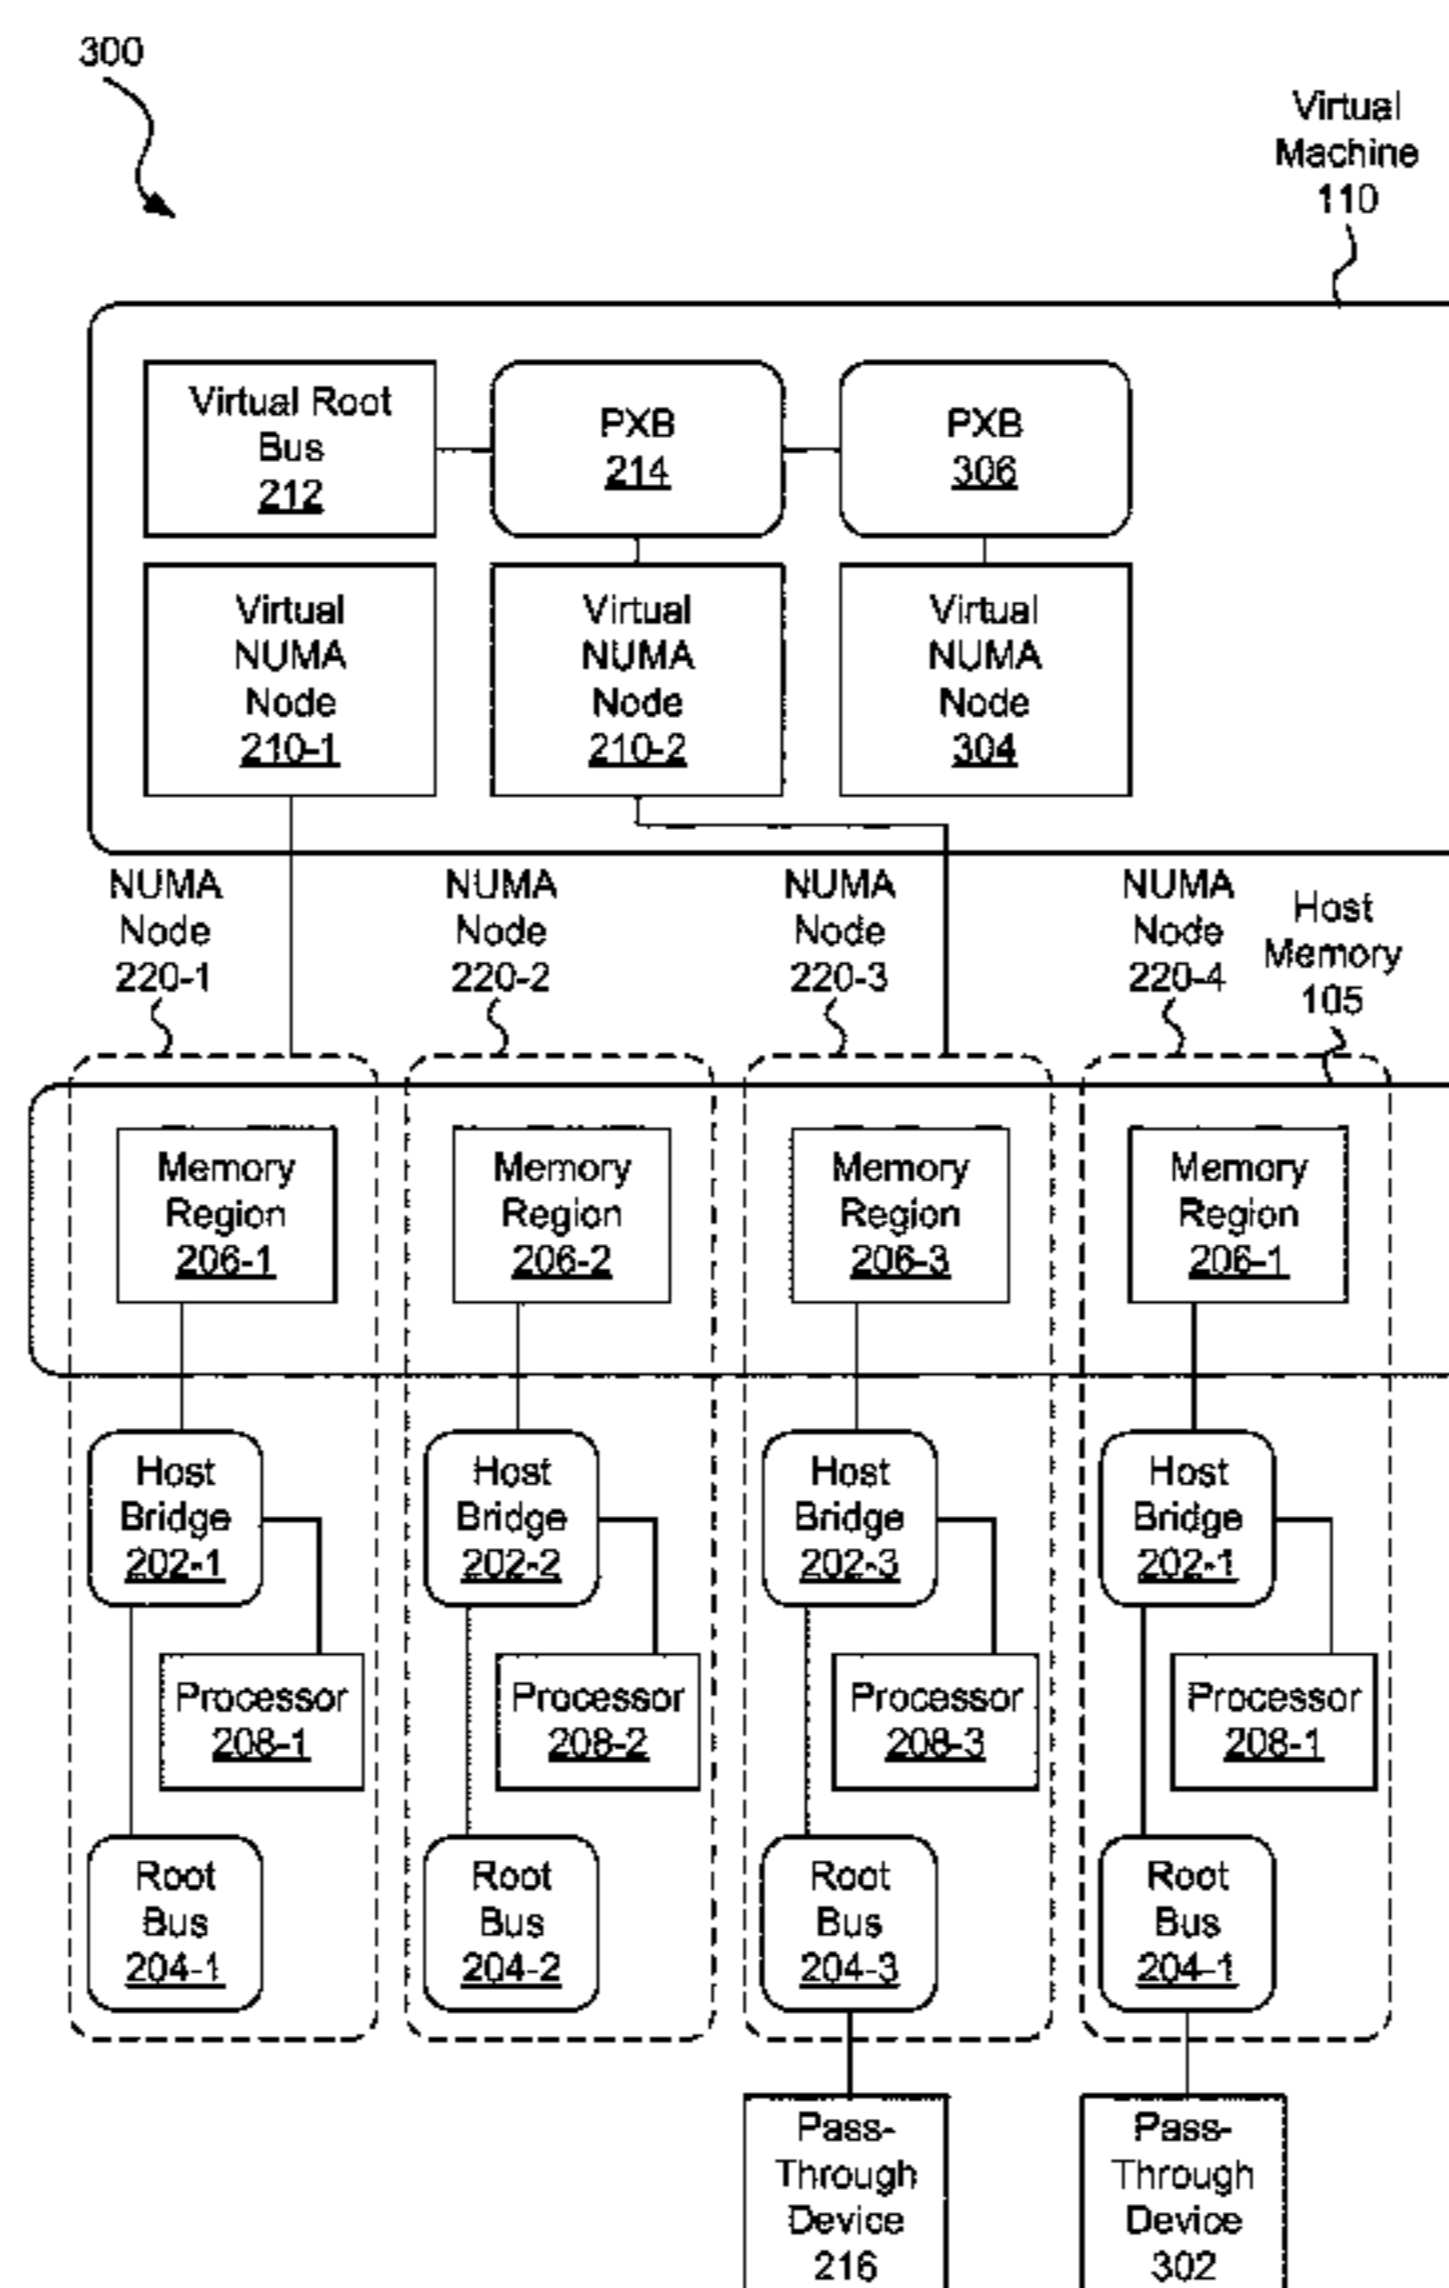 300
Virtual
Machine
110
Virtual Root
Bus
212
PXB
214
PXB
306
Virtual
NUMA
Node
210-1
Virtual
NUMA
Node
210-2
Virtual
NUMA
Node
304
NUMA
Node
220-1
NUMA
Node
220-2
NUMA
Node
220-3
NUMA
Node
220-4
Host
Memory
105
Memory
Region
206-1
Memory
Region
206-2
Memory
Region
206-3
Memory
Region
206-1
Host
Bridge
202-1
Host
Bridge
202-2
Host
Bridge
202-3
Host
Bridge
202-1
Processor
208-1
Processor
208-2
Processor
208-3
Processor
208-1
Root
Bus
204-1
Root
Bus
204-2
Root
Bus
204-3
Root
Bus
204-1
Pass-
Through
Device
216
Pass-
Through
Device
302